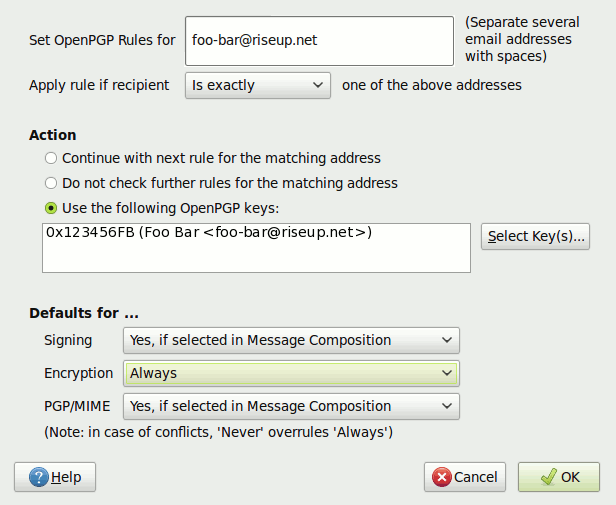 Set OpenPGP Rules for
foo-bar@riseup.net
(Separate several
email addresses
with spaces)
Apply rule if recipient
Is exactly
one of the above addresses
Action
Continue with next rule for the matching address
Do not check further rules for the matching address
Use the following OpenPGP keys:
0x123456FB (Foo Bar <foo-bar@riseup.net>)
Select Key(s)...
Defaults for ...
Signing
Yes, if selected in Message Composition
Encryption
Always
PGP/MIME
Yes, if selected in Message Composition
(Note: in case of conflicts, 'Never' overrules 'Always')
Help
Cancel
OK